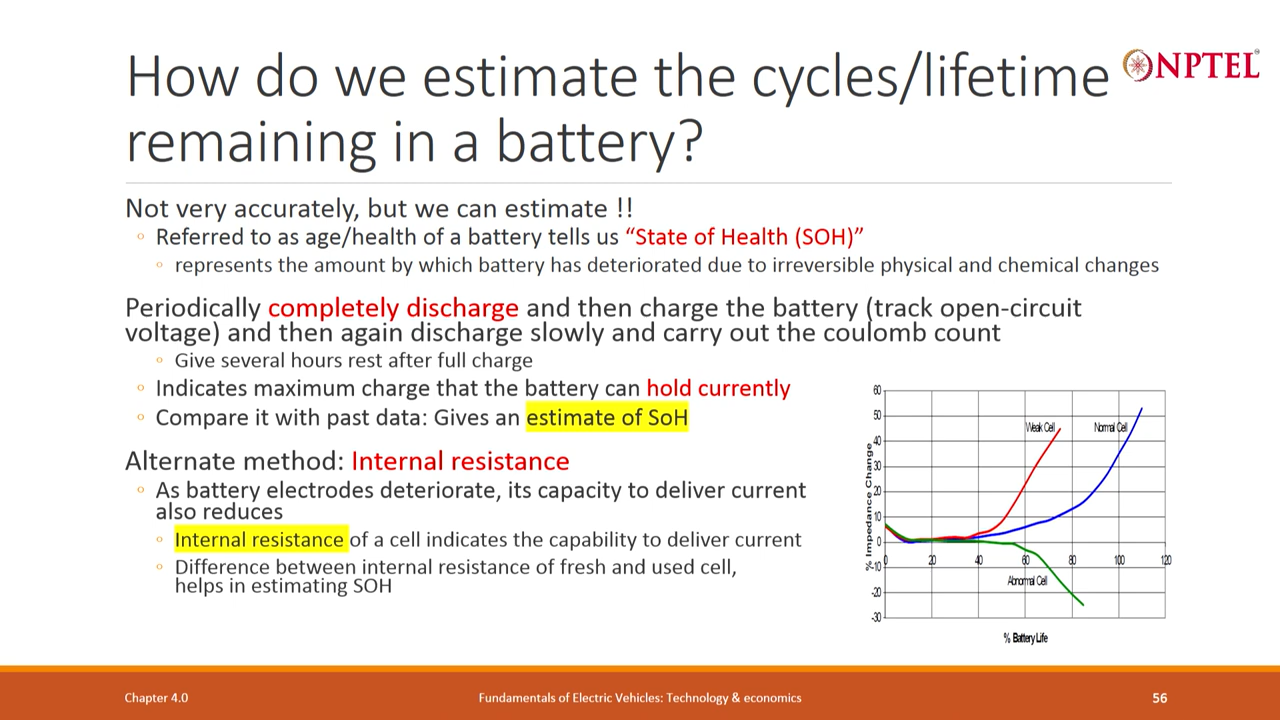 How do we estimate the cycles/lifetime
remaining in a battery?
NPTEL
Not very accurately, but we can estimate !!
◦ Referred to as age/health of a battery tells us “State of Health (SOH)”
◦ represents the amount by which battery has deteriorated due to irreversible physical and chemical changes
Periodically completely discharge and then charge the battery (track open-circuit
voltage) and then again discharge slowly and carry out the coulomb count
◦ Give several hours rest after full charge
◦ Indicates maximum charge that the battery can hold currently
◦ Compare it with past data: Gives an estimate of SoH
Alternate method: Internal resistance
◦ As battery electrodes deteriorate, its capacity to deliver current
also reduces
◦ Internal resistance of a cell indicates the capability to deliver current
◦ Difference between internal resistance of fresh and used cell,
helps in estimating SOH
% Impedance Change
60
50
40
30
20
10
0
-10
-20
-30
Weak Cell
Normal Cell
0 20 40 60 80 100 120
Abnormal Cell
% Battery Life
Chapter 4.0
Fundamentals of Electric Vehicles: Technology & economics
56